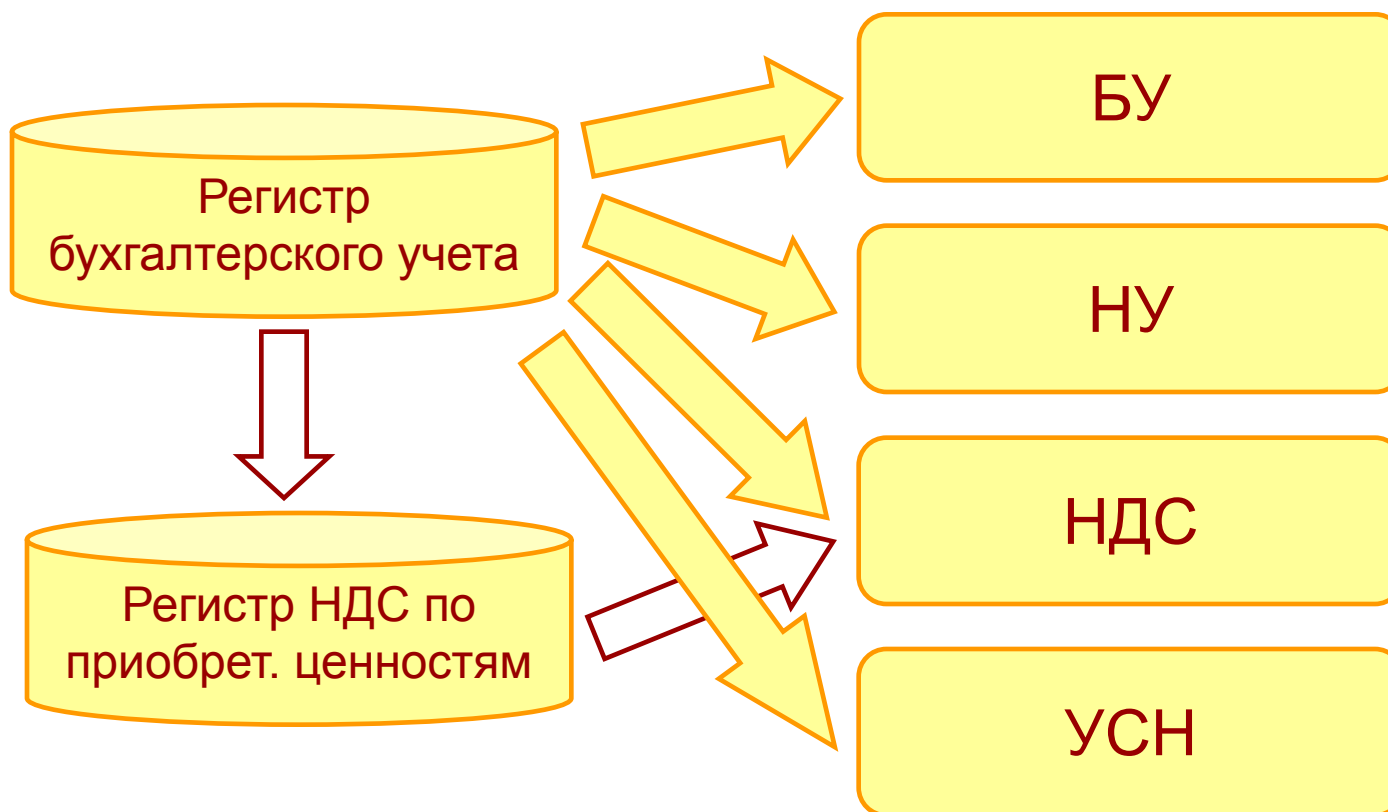 БУ
Регистр
бухгалтерского учета
НУ
НДС
Регистр НДС по
приобрет. ценностям
УСН